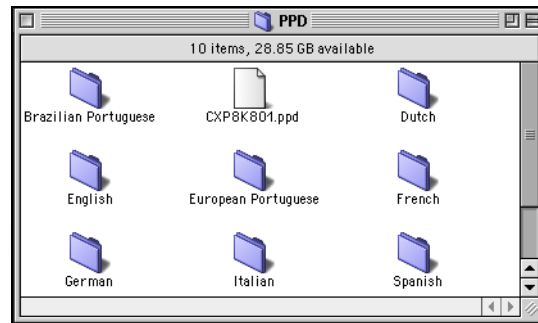 PPD
10 items, 28.85 GB available
Brazilian Portuguese
CXP8K801.ppd
Dutch
English
European Portuguese
French
German
Italian
Spanish